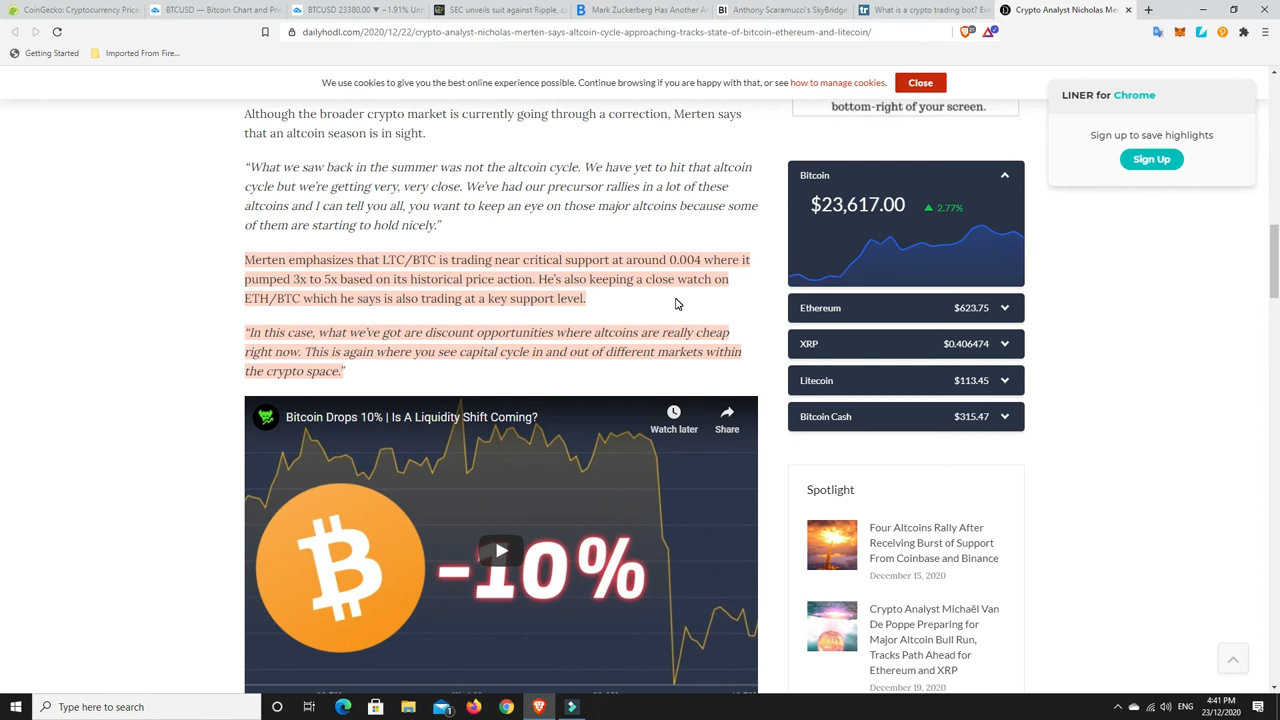 CoinGecko: Cryptocurrency Price
BTCUSD — Bitcoin Chart and Pri
BTCUSD 23380.00 ▼ −1.91% Unn
SEC unveils suit against Ripple, c
Mark Zuckerberg Has Another A
Anthony Scaramucci's SkyBridge
What is a crypto trading bot? Eve
Crypto Analyst Nicholas Mer
dailyhodl.com/2020/12/22/crypto-analyst-nicholas-merten-says-altcoin-cycle-approaching-tracks-state-of-bitcoin-ethereum-and-litecoin/
Getting Started
Imported From Fire...
We use cookies to give you the best online experience possible. Continue browsing if you are happy with that, or see how to manage cookies.
Close
Although the broader crypto market is currently going through a correction, Merten says
that an altcoin season is in sight.
“What we saw back in the summer was not the altcoin cycle. We have yet to hit that altcoin
cycle but we’re getting very, very close. We’ve had our precursor rallies in a lot of these
altcoins and I can tell you all, you want to keep an eye on those major altcoins because some
of them are starting to hold nicely.”
Merten emphasizes that LTC/BTC is trading near critical support at around 0.004 where it
pumped 3x to 5x based on its historical price action. He’s also keeping a close watch on
ETH/BTC which he says is also trading at a key support level.
“In this case, what we’ve got are discount opportunities where altcoins are really cheap
right now. This is again where you see capital cycle in and out of different markets within
the crypto space.”
Bitcoin Drops 10% | Is A Liquidity Shift Coming?
Watch later
Share
-10%
bottom-right of your screen.
Bitcoin
$23,617.00
▲ 2.77%
Ethereum $623.75
XRP $0.406474
Litecoin $113.45
Bitcoin Cash $315.47
Spotlight
Four Altcoins Rally After
Receiving Burst of Support
From Coinbase and Binance
December 15, 2020
Crypto Analyst Michaël Van
De Poppe Preparing for
Major Altcoin Bull Run,
Tracks Path Ahead for
Ethereum and XRP
December 19, 2020
LINER for Chrome
Sign up to save highlights
Sign Up
Type here to search
ENG
4:41 PM
23/12/2020